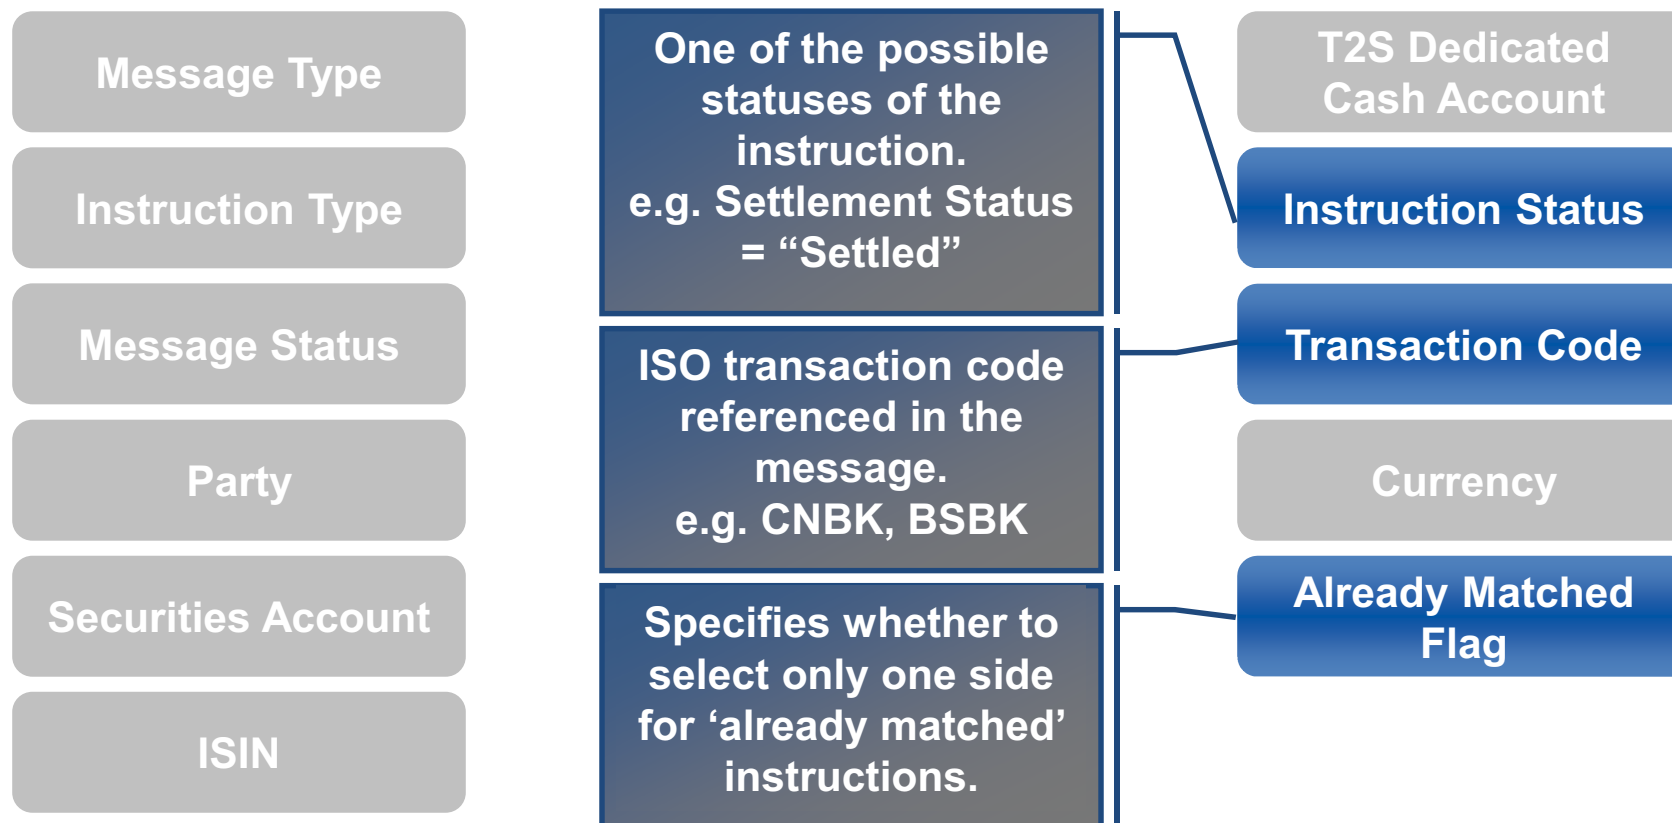 Message Type
Instruction Type
Message Status
Party
Securities Account
ISIN
One of the possible
statuses of the
instruction.
e.g. Settlement Status
= “Settled”
ISO transaction code
referenced in the
message.
e.g. CNBK, BSBK
Specifies whether to
select only one side
for ‘already matched’
instructions.
T2S Dedicated
Cash Account
Instruction Status
Transaction Code
Currency
Already Matched
Flag